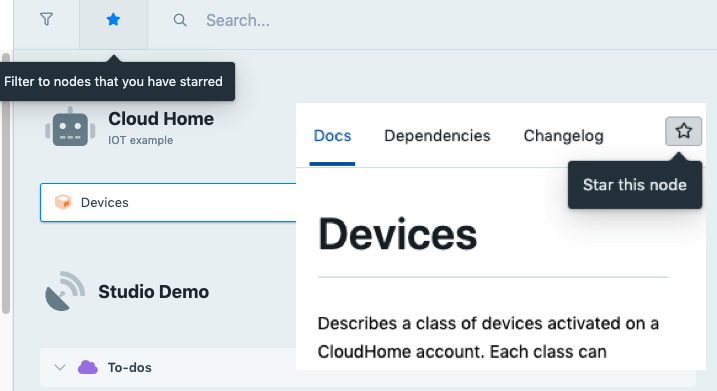 Search...
Filter to nodes that you have starred
Cloud Home
IOT example
Devices
Studio Demo
To-dos
Docs Dependencies Changelog
Star this node
Devices
Describes a class of devices activated on a
CloudHome account. Each class can